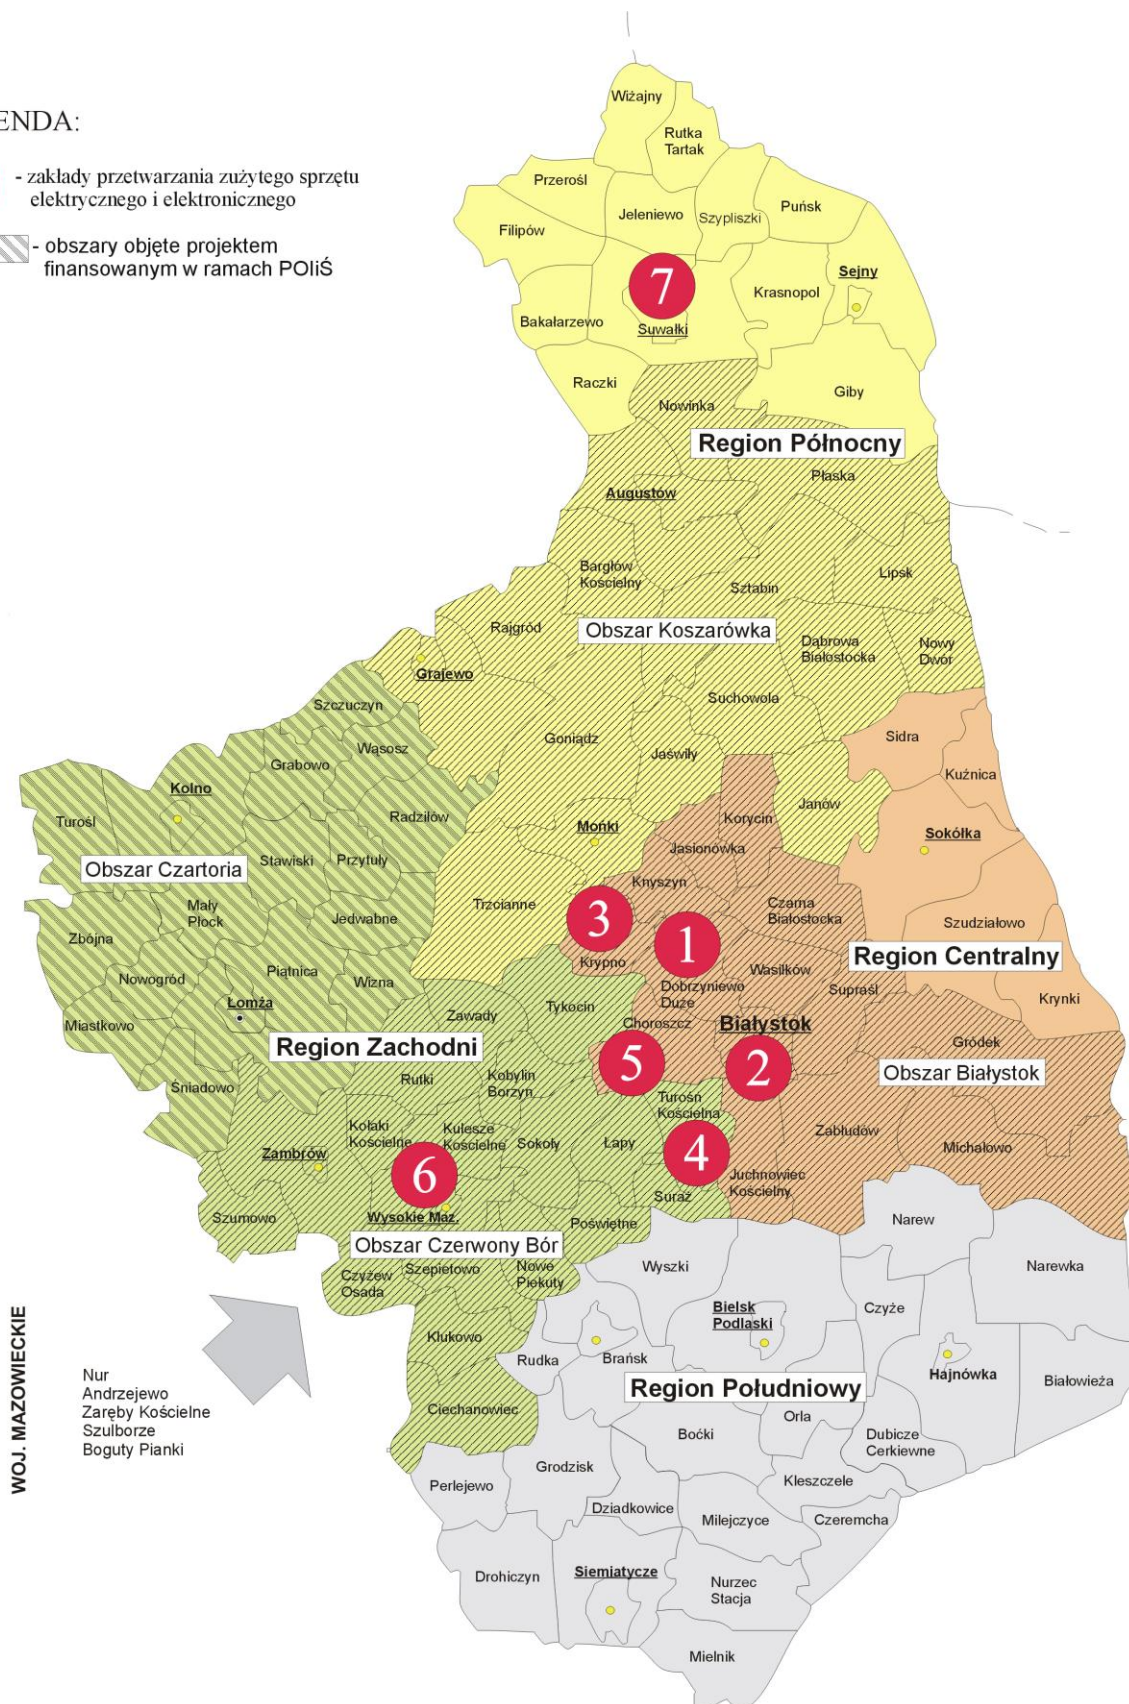 ENDA:
- zakłady przetwarzania zużytego sprzętu
elektrycznego i elektronicznego
- obszary objęte projektem
finansowanym w ramach POIiŚ
Wiżajny
Rutka
Tartak
Przerośl
Jeleniewo
Szypliszki
Puńsk
Filipów
7
Krasnopol
Sejny
Bakałarzewo
Suwałki
Raczki
Giby
Nowinka
Region Północny
Płaska
Augustów
Bargłów
Kościelny
Sztabin
Lipsk
Rajgród
Obszar Koszarówka
Dąbrowa
Białostocka
Nowy
Dwór
Grajewo
Szczuczyn
Suchowola
Goniądz
Jaświły
Sidra
Wąsosz
Grabowo
Kuźnica
Kolno
Radziłów
Janów
Turośl
Korycin
Mońki
Sokółka
Obszar Czartoria
Stawiski
Przytuły
Jasionówka
Knyszyn
Mały
Płock
Trzcianne
Czarna
Białostocka
Jedwabne
3
1
Szudziałowo
Zbójna
Region Centralny
Nowogród
Piątnica
Wizna
Krypno
Wasilków
Dobrzyniewo
Duże
Supraśl
Krynki
Łomża
Tykocin
Zawady
Miastkowo
Choroszcz
Białystok
Region Zachodni
Gródek
5
2
Obszar Białystok
Śniadowo
Rutki
Kobylin
Borzyn
Turośn
Kościelna
Kołaki
Kościelne
Kulesze
Kościelne
Sokoły
Łapy
Zabłudów
Michałowo
Zambrów
4
6
Juchnowiec
Kościelny
Suraż
Szumowo
Wysokie Maz.
Poświętne
Narew
Obszar Czerwony Bór
Szepietowo
Nowe
Piekuty
Wyszki
Narewka
Czyżew
Osada
Bielsk
Podlaski
Czyże
Klukowo
Rudka
Brańsk
Hajnówka
Białowieża
WOJ. MAZOWIECKIE
Nur
Andrzejewo
Zaręby Kościelne
Szulborze
Boguty Pianki
Region Południowy
Ciechanowiec
Orla
Boćki
Dubicze
Cerkiewne
Grodzisk
Perlejewo
Kleszczele
Dziadkowice
Milejczyce
Czeremcha
Drohiczyn
Siemiatycze
Nurzec
Stacja
Mielnik